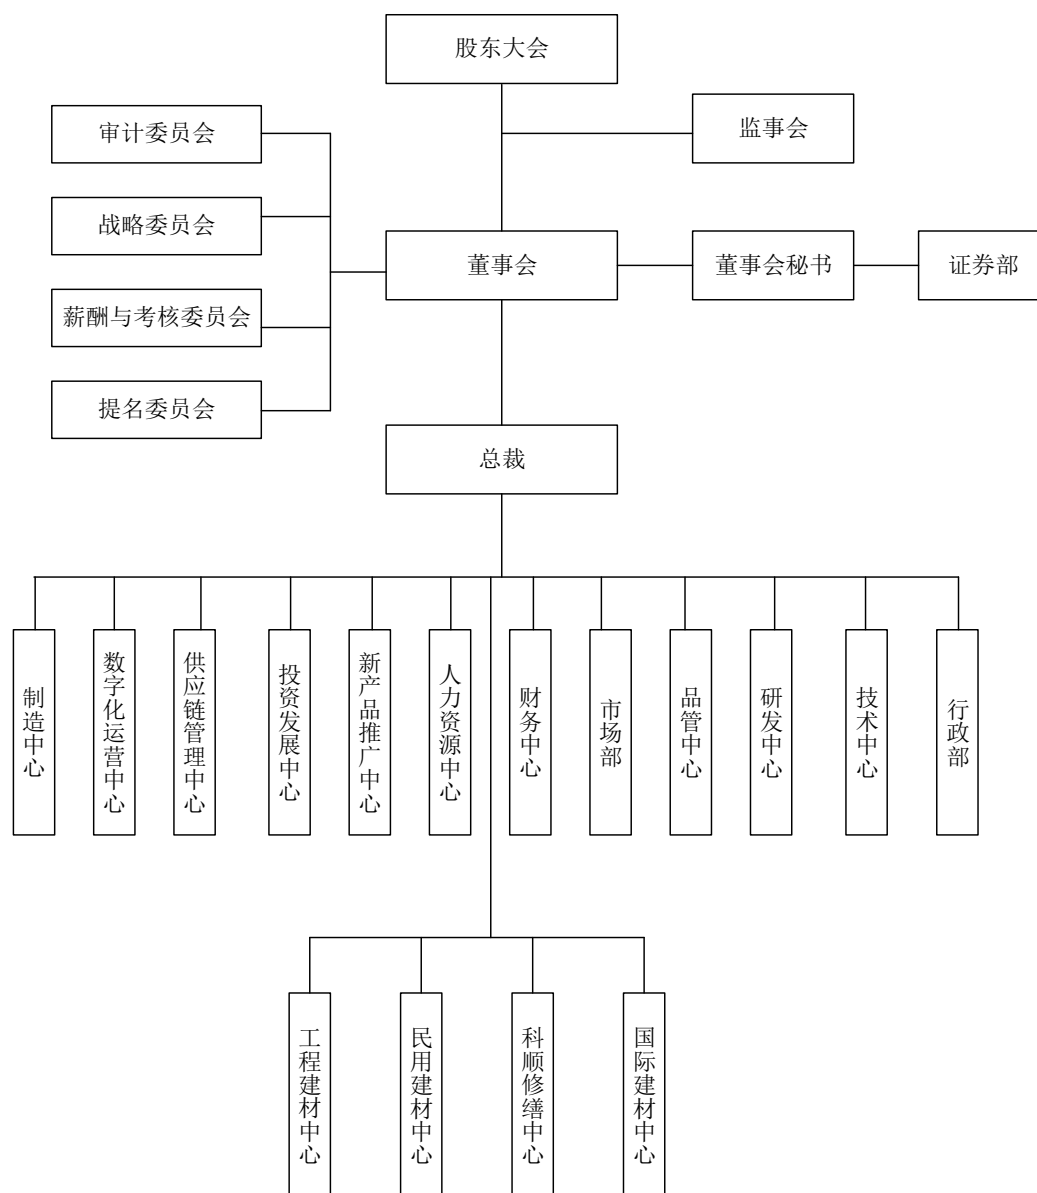 股东大会
审计委员会
监事会
战略委员会
董事会
董事会秘书
证券部
薪酬与考核委员会
提名委员会
总裁
制造中心
数字化运营中心
供应链管理中心
投资发展中心
新产品推广中心
人力资源中心
财务中心
市场部
品管中心
研发中心
技术中心
行政部
工程建材中心
民用建材中心
科顺修缮中心
国际建材中心